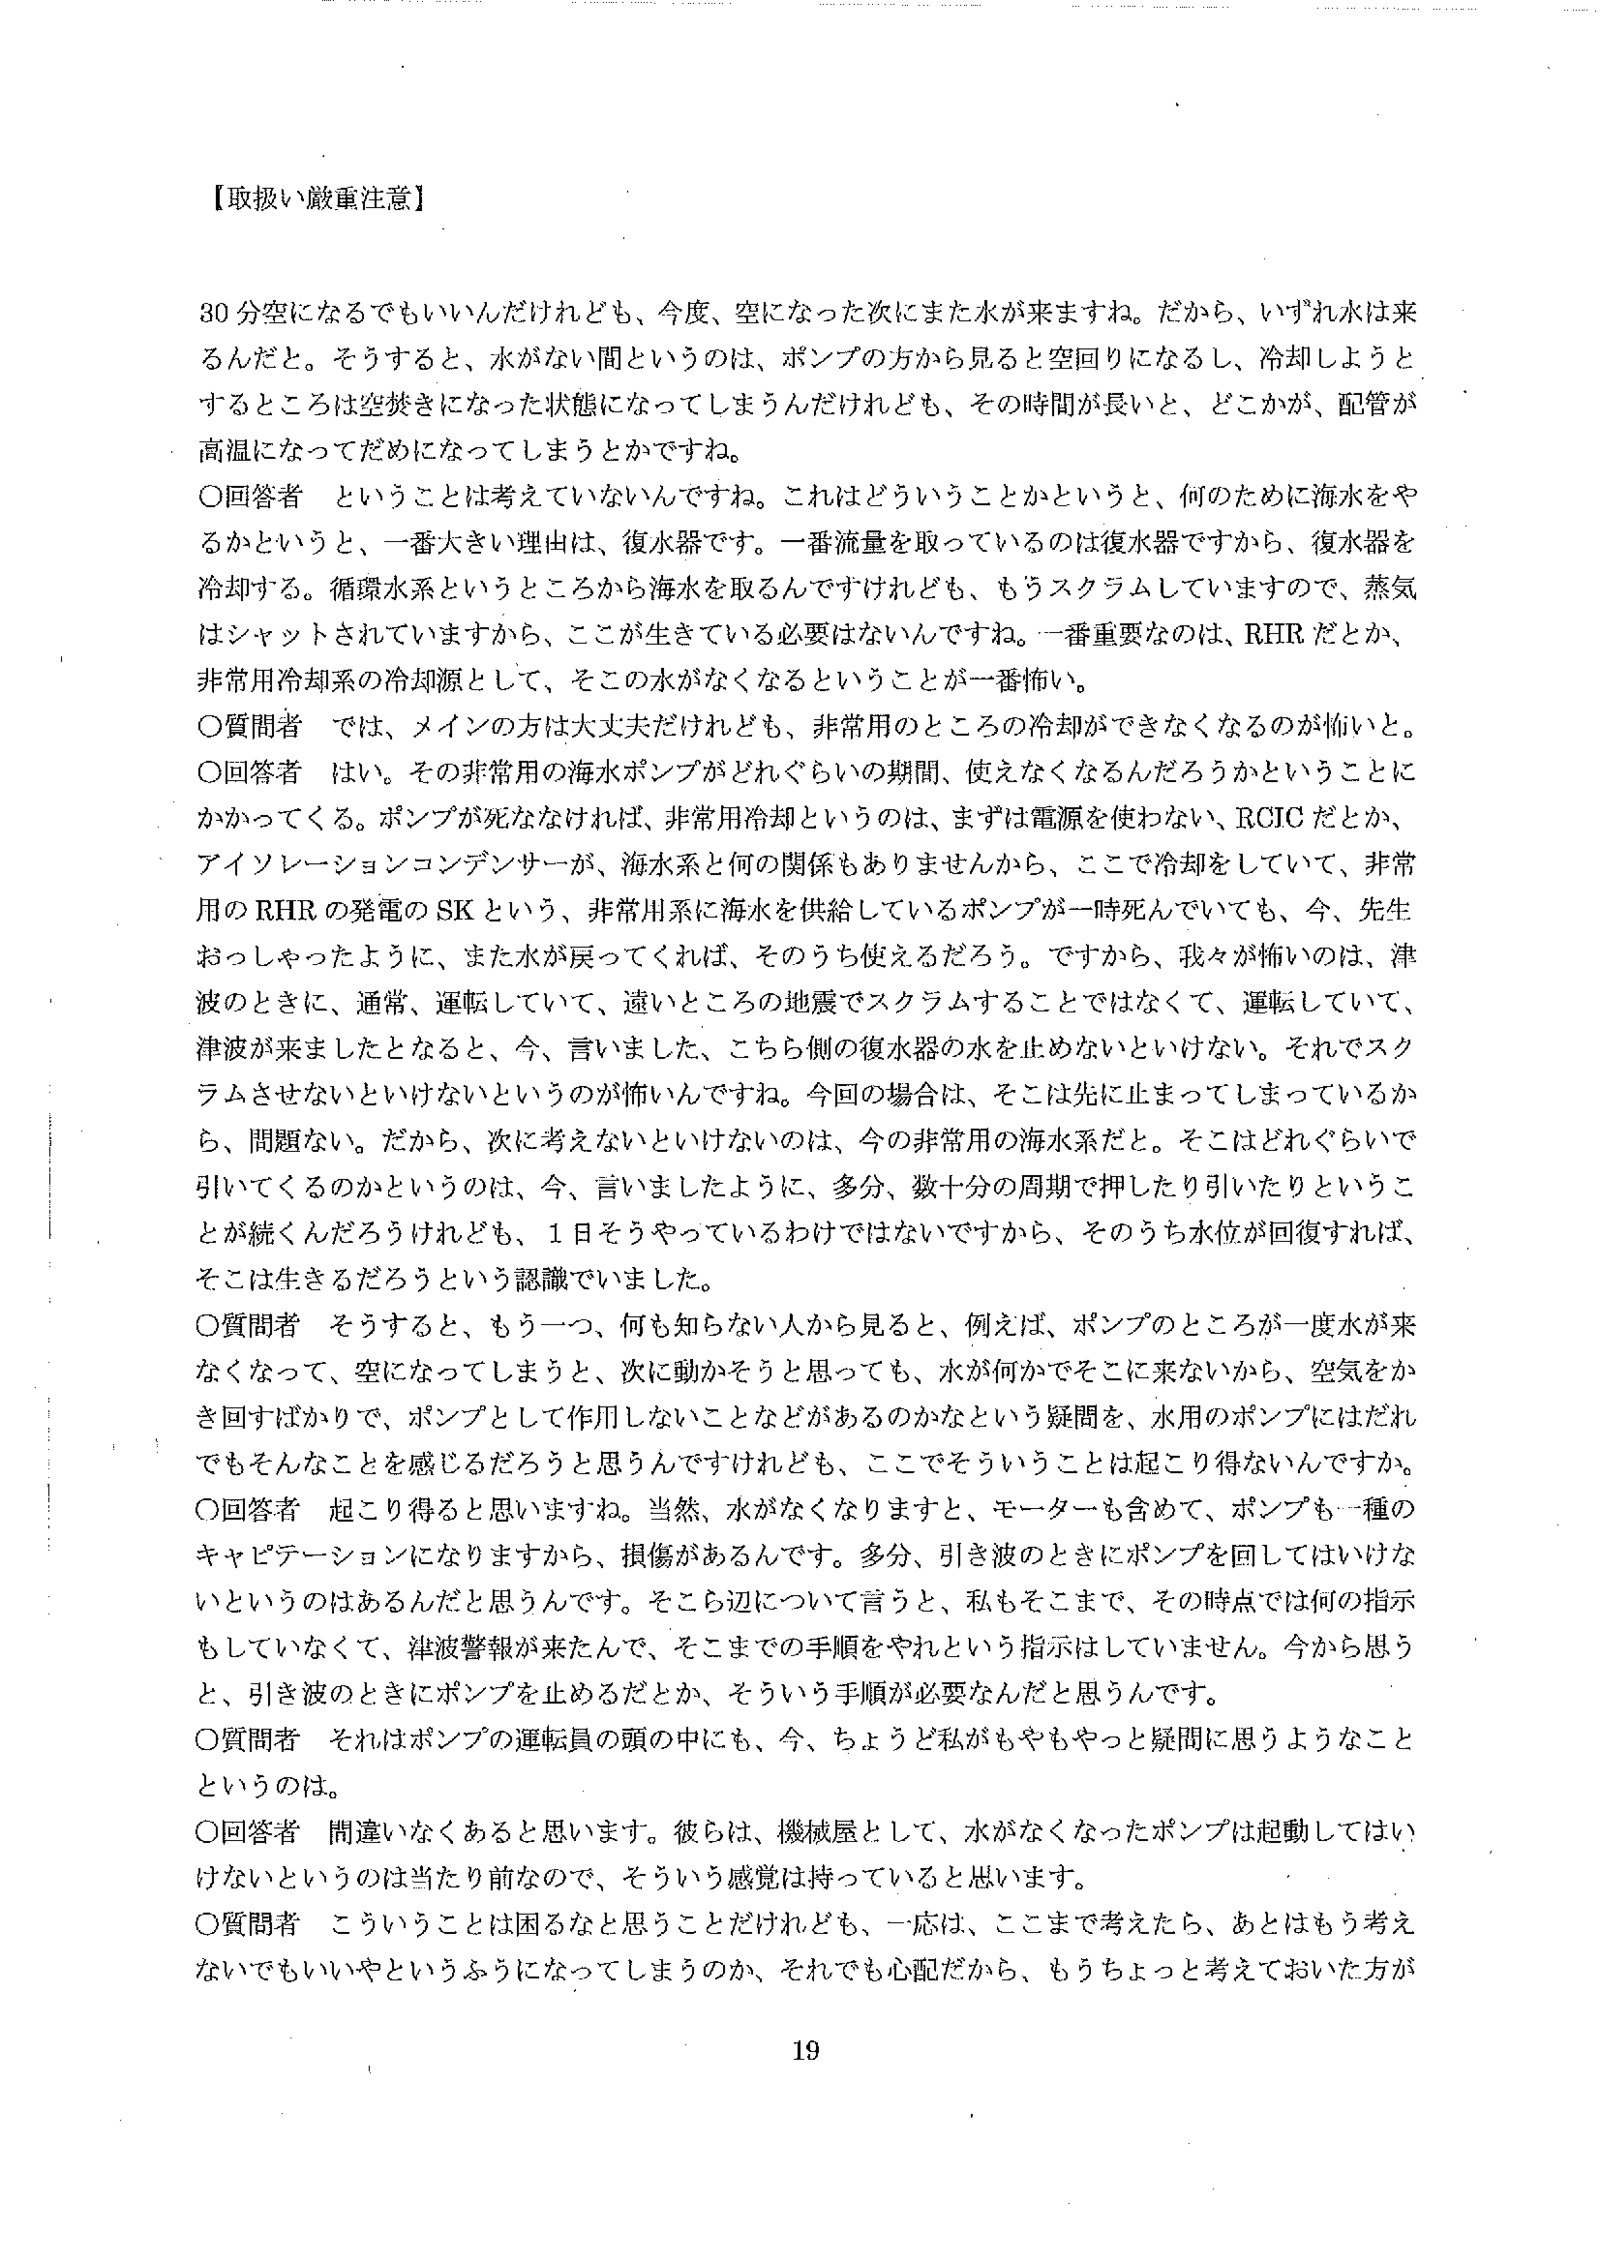 【取扱い厳重注意】
30分空になるでもいいんだけれども、今度、空になった次にまた水が来ますね。だから、いずれ水は来
るんだと。そうすると、水がない間というのは、ポンプの方から見ると空回りになるし、冷却しようと
するところは空焚きになった状態になってしまうんだけれども、その時間が長いと、どこかが、配管が
高温になってだめになってしまうとかですね。
〇回答者　ということは考えていないんですね。これはどういうことかというと、何のために海水をや
るかというと、一番大きい理由は、復水器です。一番流量を取っているのは復水器ですから、復水器を
冷却する。循環水系というところから海水を取るんですけれども、もうスクラムしていますので、蒸気
はシャットされていますから、ここが生きている必要はないんですね。一番重要なのは、RHRだとか、
非常用冷却系の冷却源として、そこの水がなくなるということが一番怖い。
〇質問者　では、メインの方は大丈夫だけれども、非常用のところの冷却ができなくなるのが怖いと。
〇回答者　はい。その非常用の海水ポンプがどれぐらいの期間、使えなくなるんだろうかということに
かかってくる。ポンプが死ななければ、非常用冷却というのは、まずは電源を使わない、RCICだとか、
アイソレーションコンデンサーが、海水系と何の関係もありませんから、ここで冷却をしていて、非常
用のRHRの発電のSKという、非常用系に海水を供給しているポンプが一時死んでいても、今、先生
おっしゃったように、また水が戻ってくれば、そのうち使えるだろう。ですから、我々が怖いのは、津
波のときに、通常、運転していて、遠いところの地震でスクラムすることではなくて、運転していて、
津波が来ましたとなると、今、言いました、こちら側の復水器の水を止めないといけない。それでスク
ラムさせないといけないというのが怖いんですね。今回の場合は、そこは先に止まってしまっているか
ら、問題ない。だから、次に考えないといけないのは、今の非常用の海水系だと。そこはどれぐらいで
引いてくるのかというのは、今、言いましたように、多分、数十分の周期で押したり引いたりというこ
とが続くんだろうけれども、1日そうやっているわけではないですから、そのうち水位が回復すれば、
そこは生きるだろうという認識でいました。
〇質問者　そうすると、もう一つ、何も知らない人から見ると、例えば、ポンプのところが一度水が来
なくなって、空になってしまうと、次に動かそうと思っても、水が何かでそこに来ないから、空気をか
き回すばかりで、ポンプとして作用しないことなどがあるのかなという疑問を、水用のポンプにはだれ
でもそんなことを感じるだろうと思うんですけれども、ここでそういうことは起こり得ないんですか。
〇回答者　起こり得ると思いますね。当然、水がなくなりますと、モーターも含めて、ポンプも一種の
キャビテーションになりますから、損傷があるんです。多分、引き波のときにポンプを回してはいけな
いというのはあるんだと思うんです。そこら辺について言うと、私もそこまで、その時点では何の指示
もしていなくて、津波警報が来たんで、そこまでの手順をやれという指示はしていません。今から思う
と、引き波のときにポンプを止めるだとか、そういう手順が必要なんだと思うんです。
〇質問者　それはポンプの運転員の頭の中にも、今、ちょうど私がもやもやっと疑問に思うようなこと
というのは。
〇回答者　間違いなくあると思います。彼らは、機械屋として、水がなくなったポンプは起動してはい
けないというのは当たり前なので、そういう感覚は持っていると思います。
〇質問者　こういうことは困るなと思うことだけれども、一応は、ここまで考えたら、あとはもう考え
ないでもいいやというふうになってしまうのか、それでも心配だから、もうちょっと考えておいた方が
19